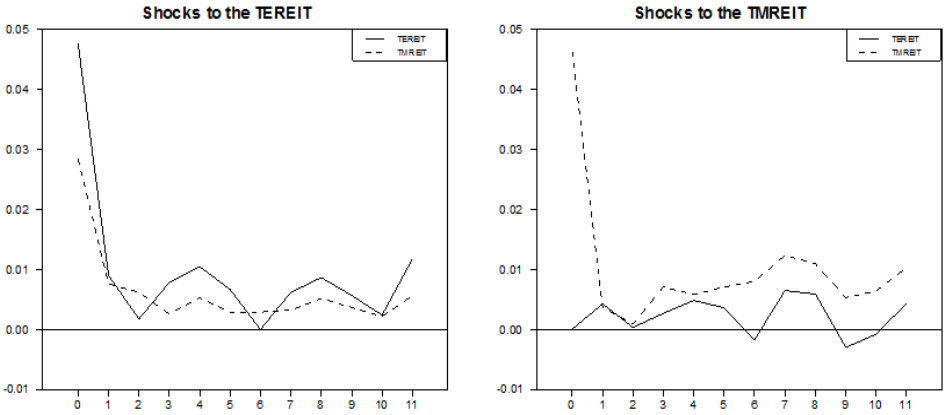 Shocks to the TEREIT
0.05
0.04
0.03
0.02
0.01
0.00
-0.01
0 1 2 3 4 5 6 7 8 9 10 11
TEREIT
TMREIT
Shocks to the TMREIT
0.05
0.04
0.03
0.02
0.01
0.00
-0.01
0 1 2 3 4 5 6 7 8 9 10 11
TEREIT
TMREIT